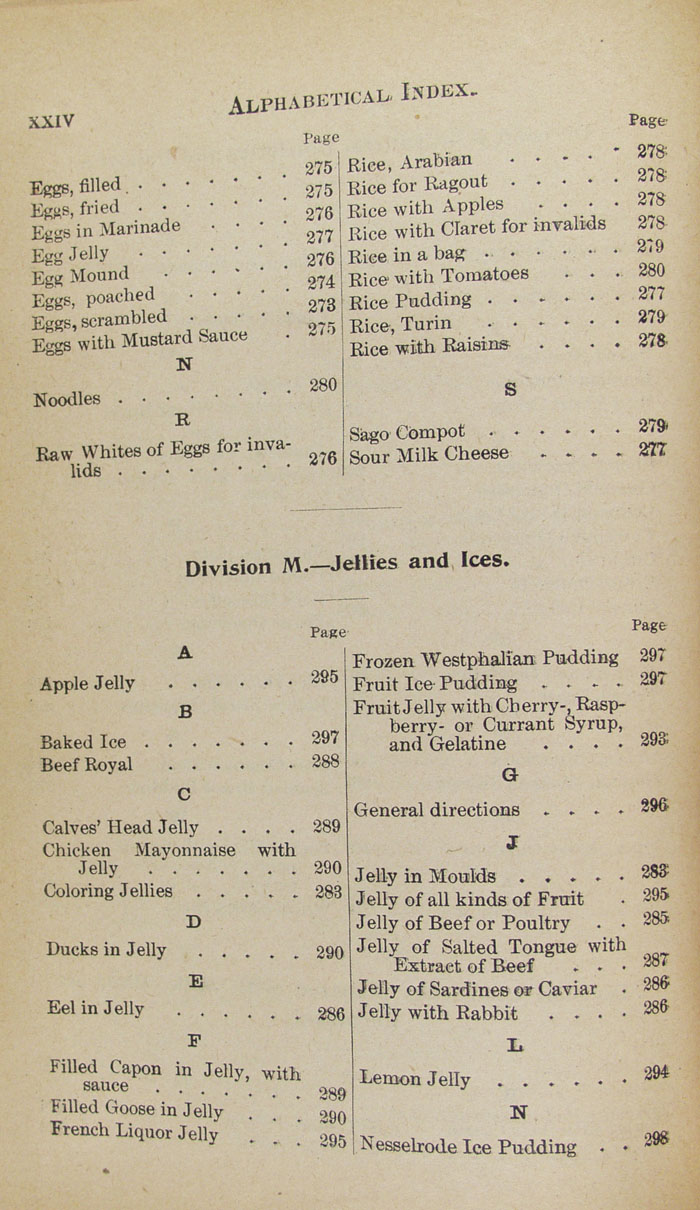 XXIV
ALPHABETICAL INDEX.
Page
Eggs, filled . . . . . . . 275
Eggs, fried . . . . . . . 275
Eggs in Marinade . . . . 276
Egg Jelly . . . . . . . 277
Egg Mound . . . . . . 276
Eggs, poached . . . . . 274
Eggs, scrambled . . . . . 273
Eggs with Mustard Sauce . 275
N
Noodles . . . . . . . . 280
R
Raw Whites of Eggs for inva-
lids . . . . . . . . 276
Page
Rice, Arabian . . . . . 278
Rice for Ragout . . . . . 278
Rice with Apples . . . . 278
Rice with Claret for invalids 278
Rice in a bag . . . . . . 279
Rice with Tomatoes . . . 280
Rice Pudding . . . . . . 277
Rice, Turin . . . . . . 279
Rice with Raisins . . . . 278
S
Sago Compot . . . . . . 279
Sour Milk Cheese . . . . 277
Division M.—Jellies and Ices.
Page
A
Apple Jelly . . . . . . 295
B
Baked Ice . . . . . . . 297
Beef Royal . . . . . . 288
C
Calves' Head Jelly . . . . 289
Chicken Mayonnaise with
Jelly . . . . . . . 290
Coloring Jellies . . . . . 283
D
Ducks in Jelly . . . . . 290
E
Eel in Jelly . . . . . . 286
F
Filled Capon in Jelly, with
sauce . . . . . . . 289
Filled Goose in Jelly . . . 290
French Liquor Jelly . . . 295
Page
Frozen Westphalian Pudding 297
Fruit Ice Pudding . . . . 297
Fruit Jelly with Cherry-, Rasp-
berry- or Currant Syrup,
and Gelatine . . . . 293
G
General directions . . . . 296
J
Jelly in Moulds . . . . . 283
Jelly of all kinds of Fruit . 295
Jelly of Beef or Poultry . . 285
Jelly of Salted Tongue with
Extract of Beef . . . 287
Jelly of Sardines or Caviar . 286
Jelly with Rabbit . . . . 286
L
Lemon Jelly . . . . . . 294
N
Nesselrode Ice Pudding . . 298